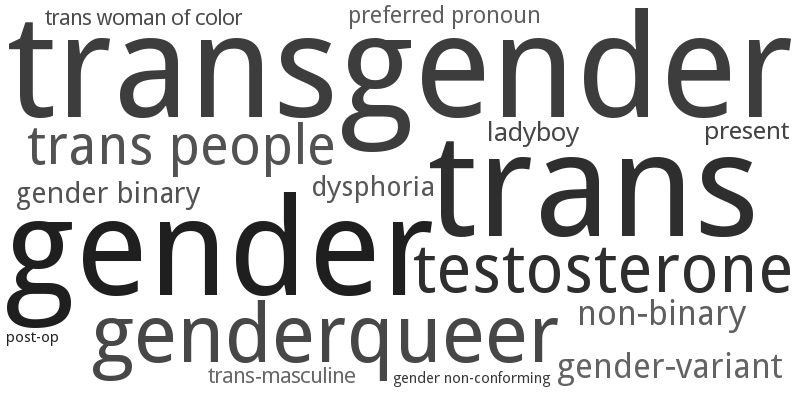 trans woman of color
preferred pronoun
transgender
trans people
ladyboy
present
trans
gender binary
dysphoria
gender
testosterone
non-binary
genderqueer
post-op
gender-variant
trans-masculine
gender non-conforming